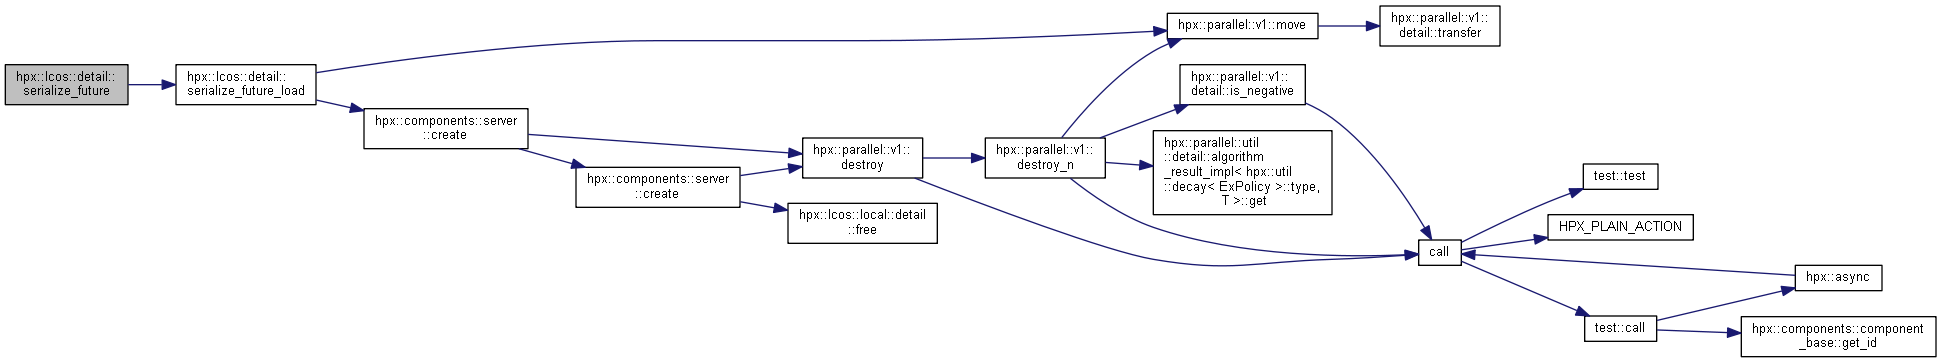 hpx::lcos::detail::
serialize_future
hpx::lcos::detail::
serialize_future_load
hpx::components::server
::create
hpx::components::server
::create
hpx::parallel::v1::
destroy
hpx::lcos::local::detail
::free
hpx::parallel::v1::
destroy_n
hpx::parallel::v1::move
hpx::parallel::v1::
detail::transfer
hpx::parallel::v1::
detail::is_negative
hpx::parallel::util
::detail::algorithm
_result_impl< hpx::util
::decay< ExPolicy >::type,
T >::get
call
test::test
HPX_PLAIN_ACTION
test::call
hpx::async
hpx::components::component
_base::get_id